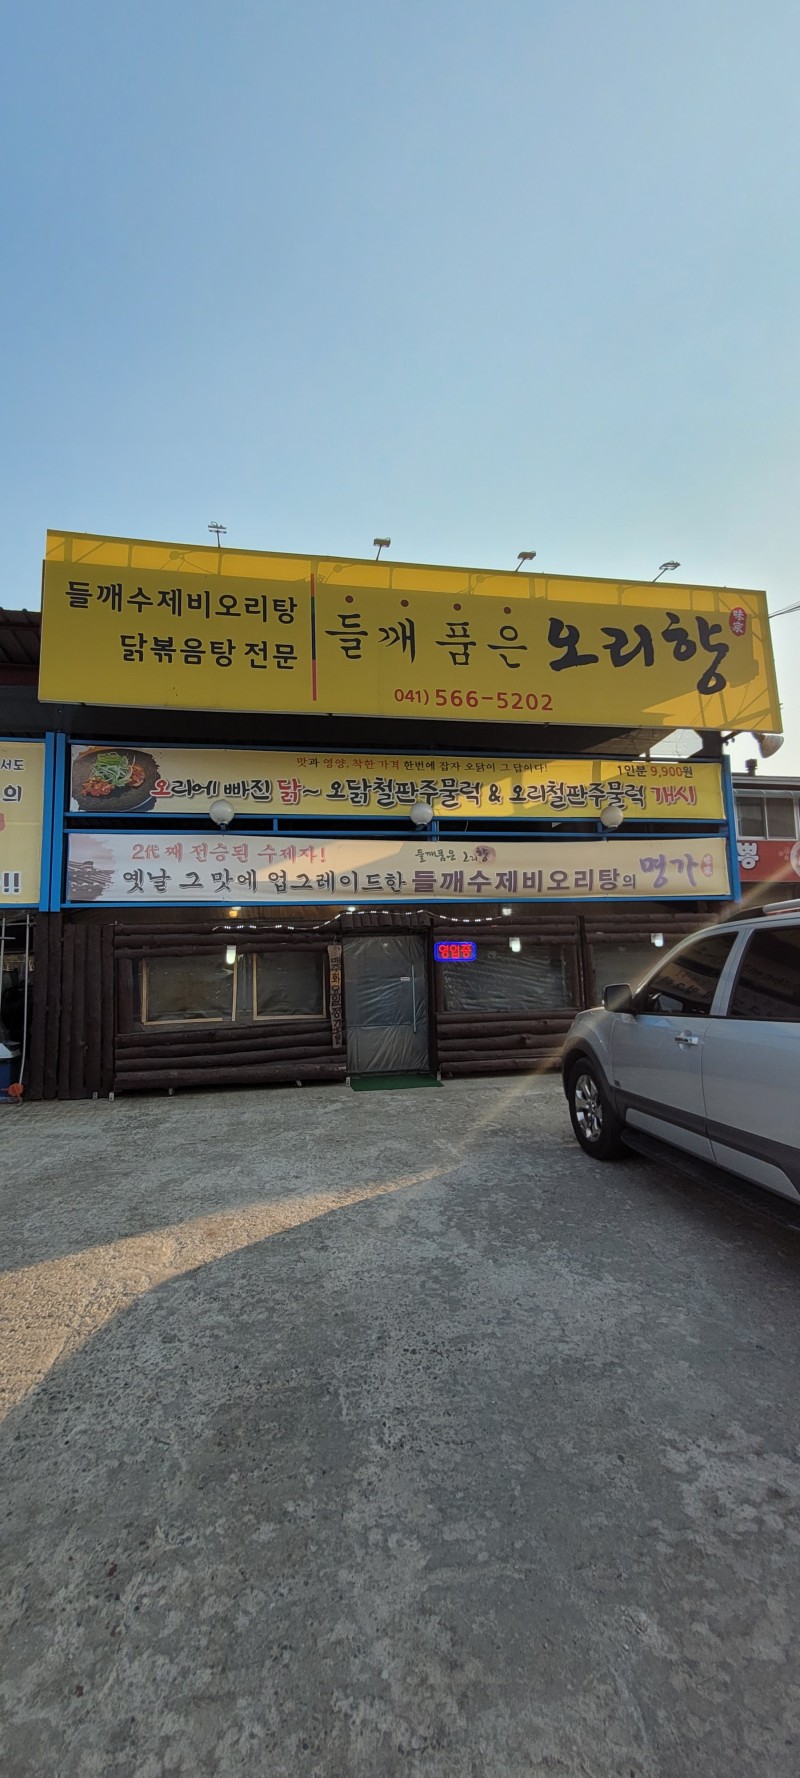 들깨수제비오리탕
닭볶음탕 전문
들깨 품은 오리향
味家
041) 566-5202
맛과 영양, 착한 가격 한번에 잡자 오닭이 그 답이다!
1인분 9,900원
오리에 빠진 닭~ 오닭철판주물럭 & 오리철판주물럭 개시
2代 째 전승된 수제자!
들깨품은 오리향
옛날 그 맛에 업그레이드한 들깨수제비오리탕의 명가
서도
의
!!
뽕
영업중